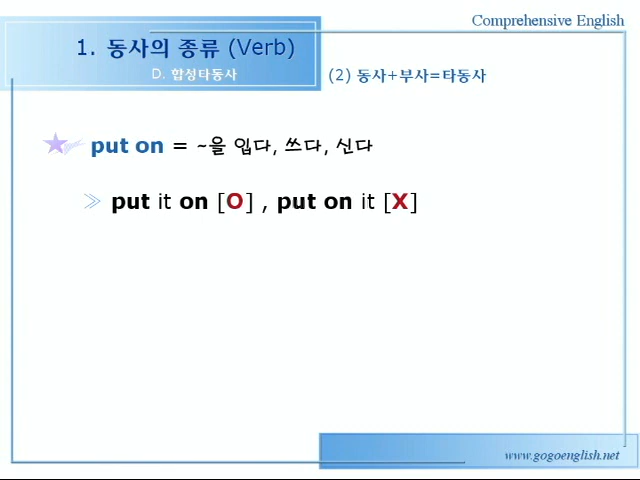 Comprehensive English
1. 동사의 종류 (Verb)
D. 합성타동사
(2) 동사+부사=타동사
put on = ~을 입다, 쓰다, 신다
≫ put it on [O] , put on it [X]
www.gogoenglish.net